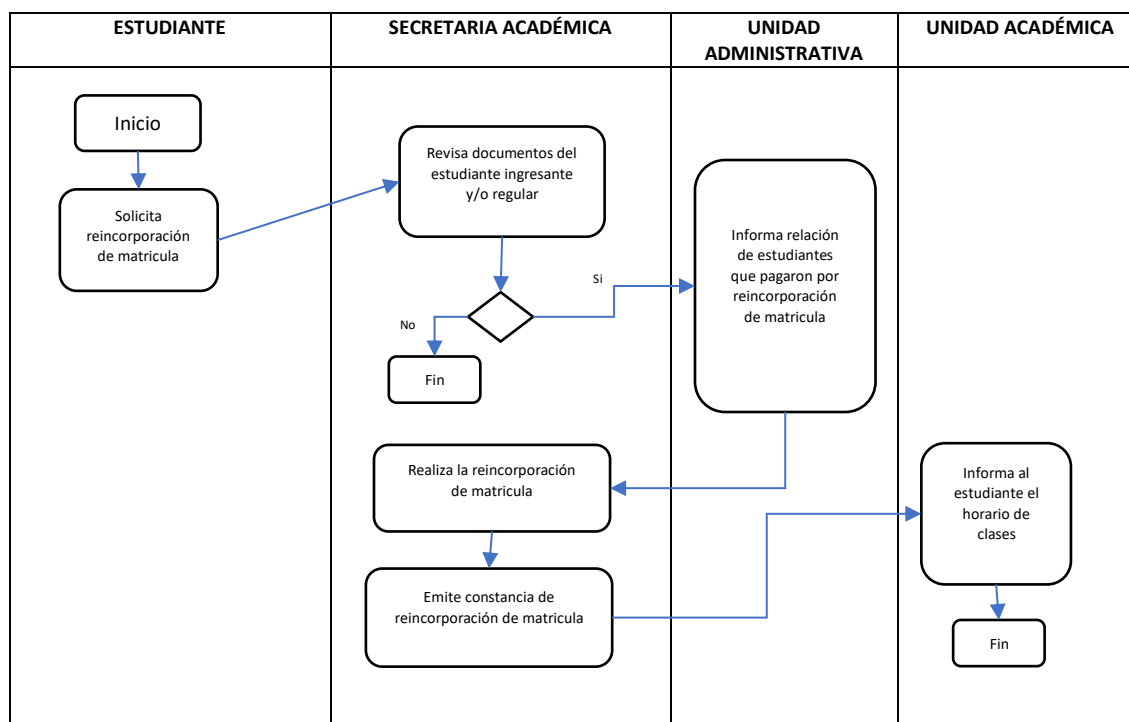 ESTUDIANTE
SECRETARIA ACADÉMICA
UNIDAD
ADMINISTRATIVA
UNIDAD ACADÉMICA
Inicio
Solicita
reincorporación
de matricula
Revisa documentos del
estudiante ingresante
y/o regular
Si
No
Fin
Informa relación
de estudiantes
que pagaron por
reincorporación
de matricula
Realiza la reincorporación
de matricula
Emite constancia de
reincorporación de matricula
Informa al
estudiante el
horario de
clases
Fin